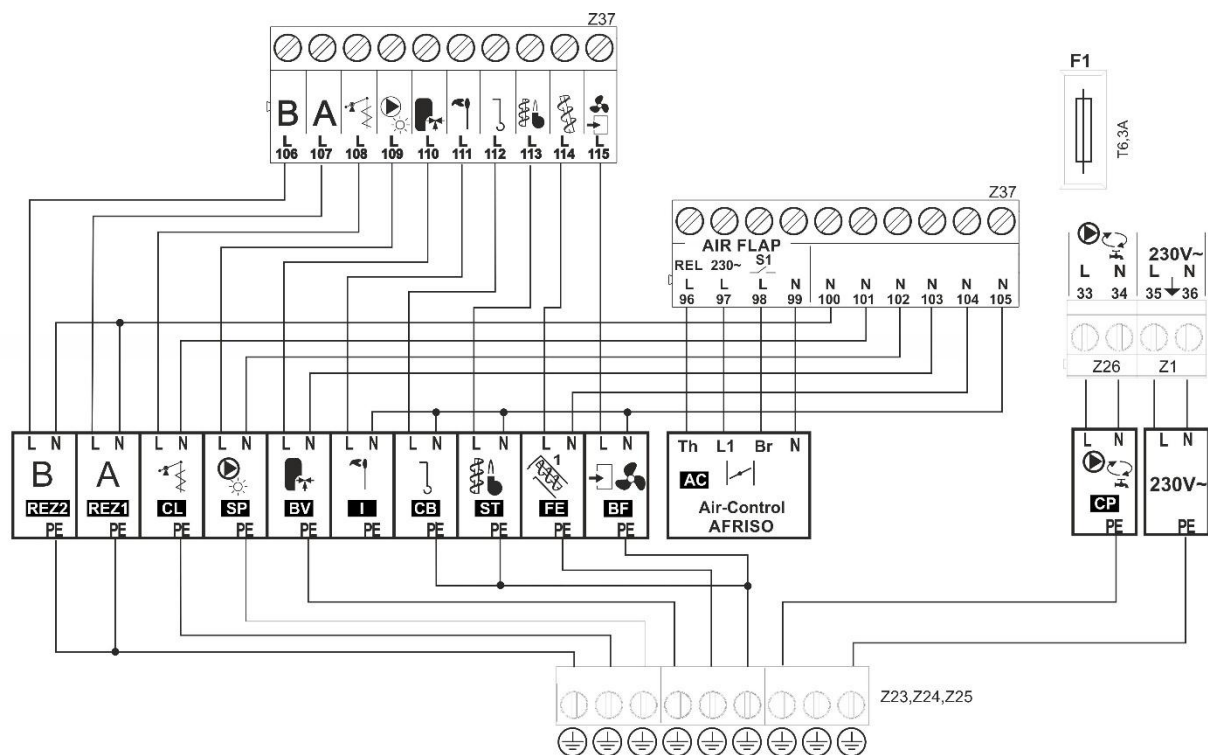 Z37
B A
L L L L L L L L L L
106 107 108 109 110 111 112 113 114 115
F1
T6,3A
Z37
AIR FLAP
REL 230~ S1
L L L N N N N N N N
96 97 98 99 100 101 102 103 104 105
230V~
L N L N
33 34 35 36
Z26 Z1
L N L N L N L N L N L N L N L N L N L N
B A 1
REZ2 REZ1 CL SP BV I CB ST FE BF
PE PE PE PE PE PE PE PE PE
Th L1 Br N
AC
Air-Control
AFRISO
L N L N
230V~
CP
PE PE
Z23,Z24,Z25